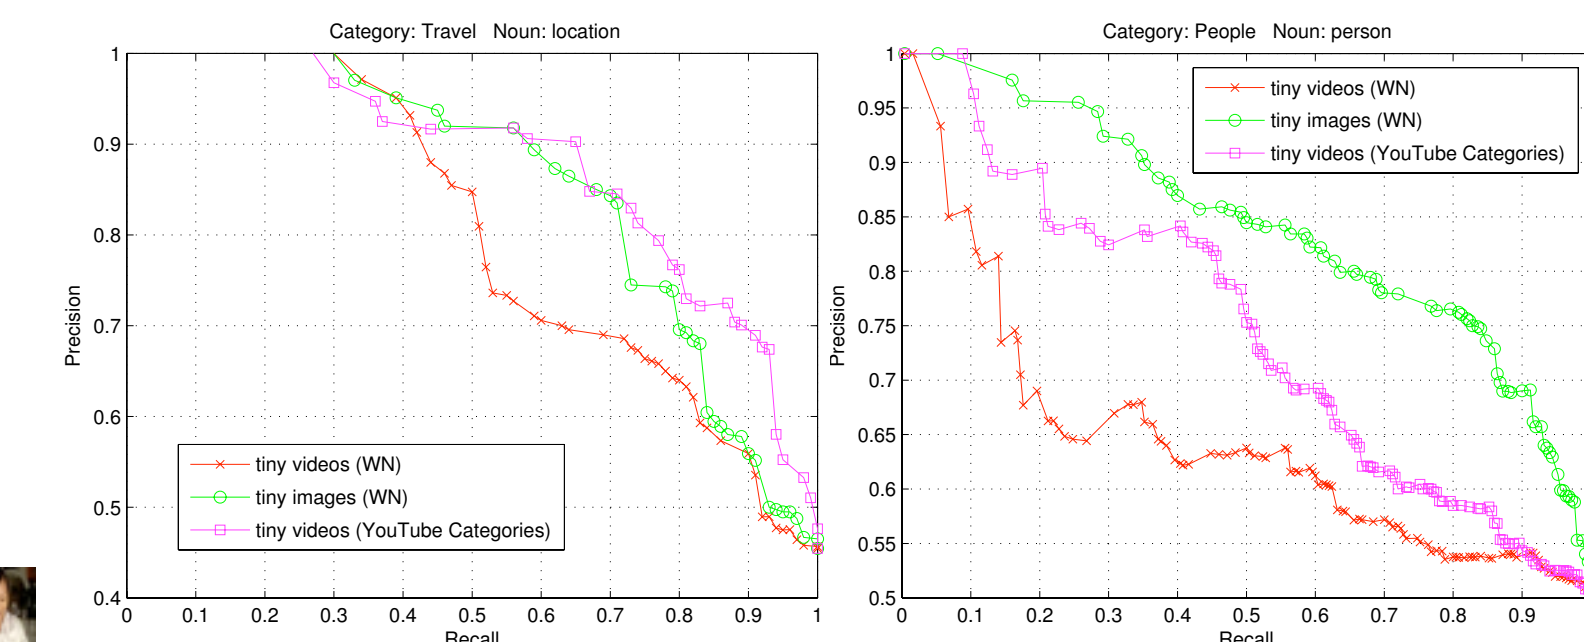 Category: Travel   Noun: location
1
0.9
0.8
0.7
0.6
0.5
0.4
Precision
tiny videos (WN)
tiny images (WN)
tiny videos (YouTube Categories)
0 0.1 0.2 0.3 0.4 0.5 0.6 0.7 0.8 0.9 1
Recall
Category: People   Noun: person
1
0.95
0.9
0.85
0.8
0.75
0.7
0.65
0.6
0.55
0.5
Precision
tiny videos (WN)
tiny images (WN)
tiny videos (YouTube Categories)
0 0.1 0.2 0.3 0.4 0.5 0.6 0.7 0.8 0.9
Recall